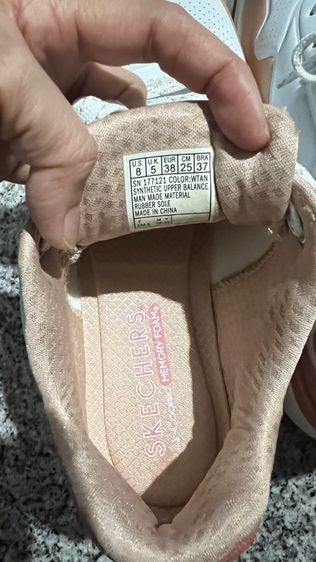 U.S. U.K EUR CM BRA
8 5 38 25 37
SN 177121 COLOR:WTAN
SYNTHETIC UPPER BALANCE
MAN MADE MATERIAL
RUBBER SOLE
MADE IN CHINA
SKECHERS
MEMORY FOAM